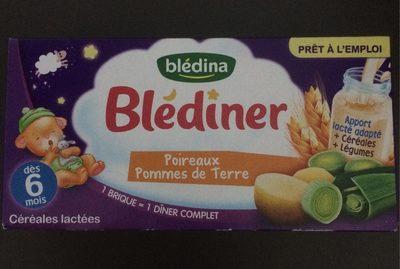 blédina
PRÊT À L'EMPLOI
Blédiner
Poireaux
Pommes de Terre
Apport
lacté adapté
+ Céréales
+ Légumes
dès
6
mois
1 BRIQUE = 1 DÎNER COMPLET
Céréales lactées